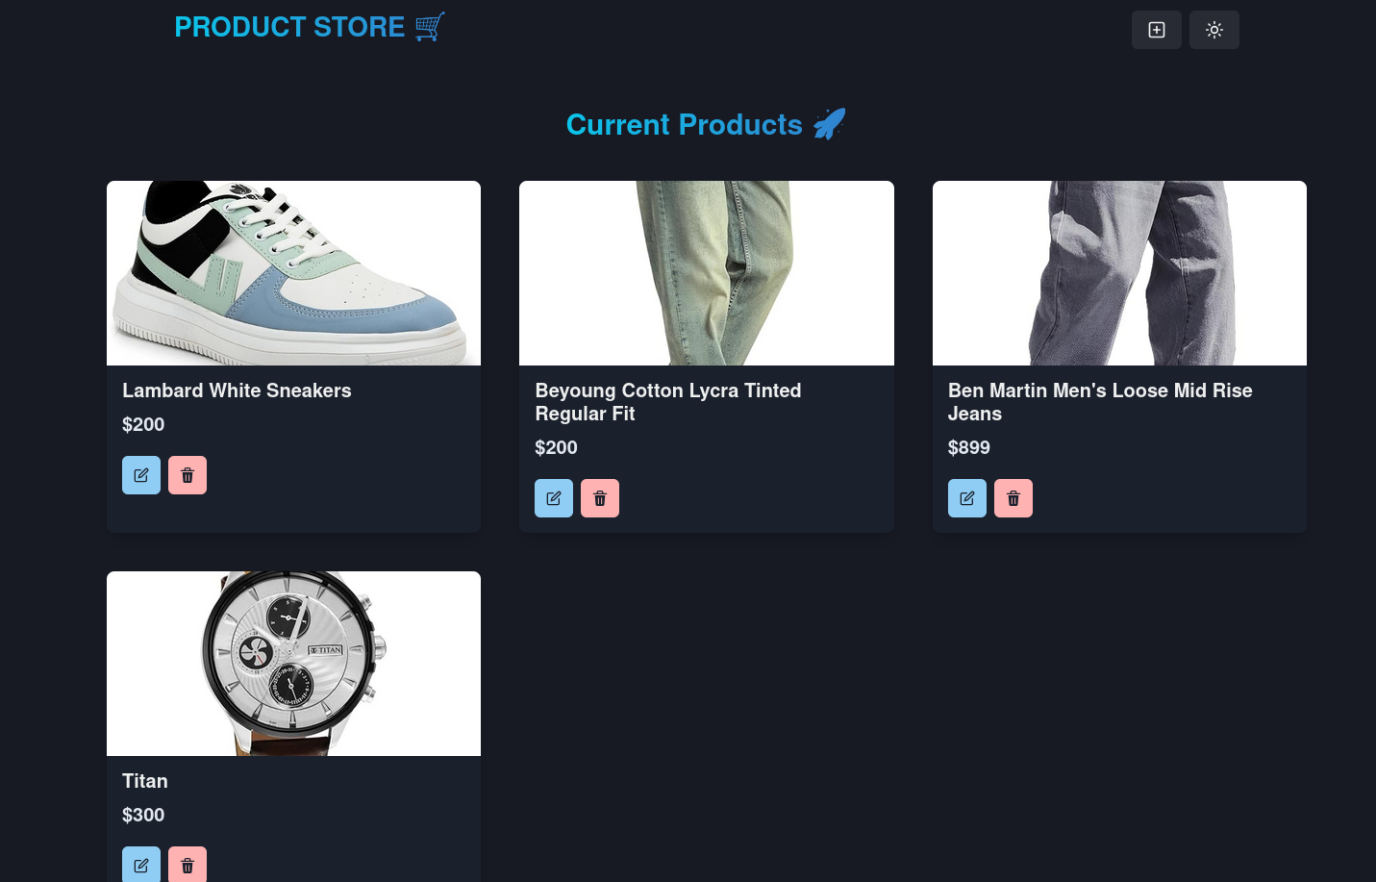 PRODUCT STORE 🛒
Current Products 🚀
Lambard White Sneakers
$200
Beyoung Cotton Lycra Tinted
Regular Fit
$200
Ben Martin Men's Loose Mid Rise
Jeans
$899
TITAN
Titan
$300